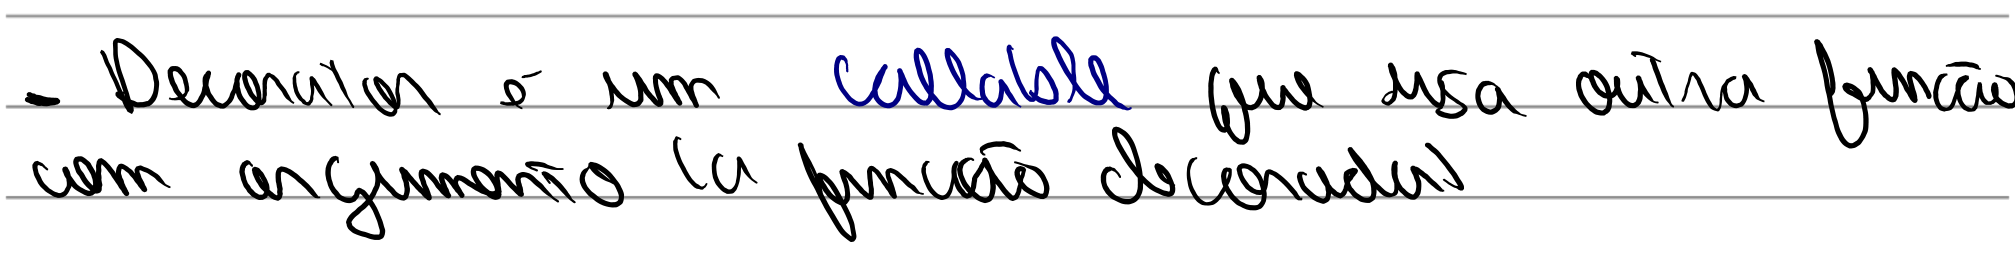 - Decorator é um callable que usa outra função
com argumento (a função decorada)